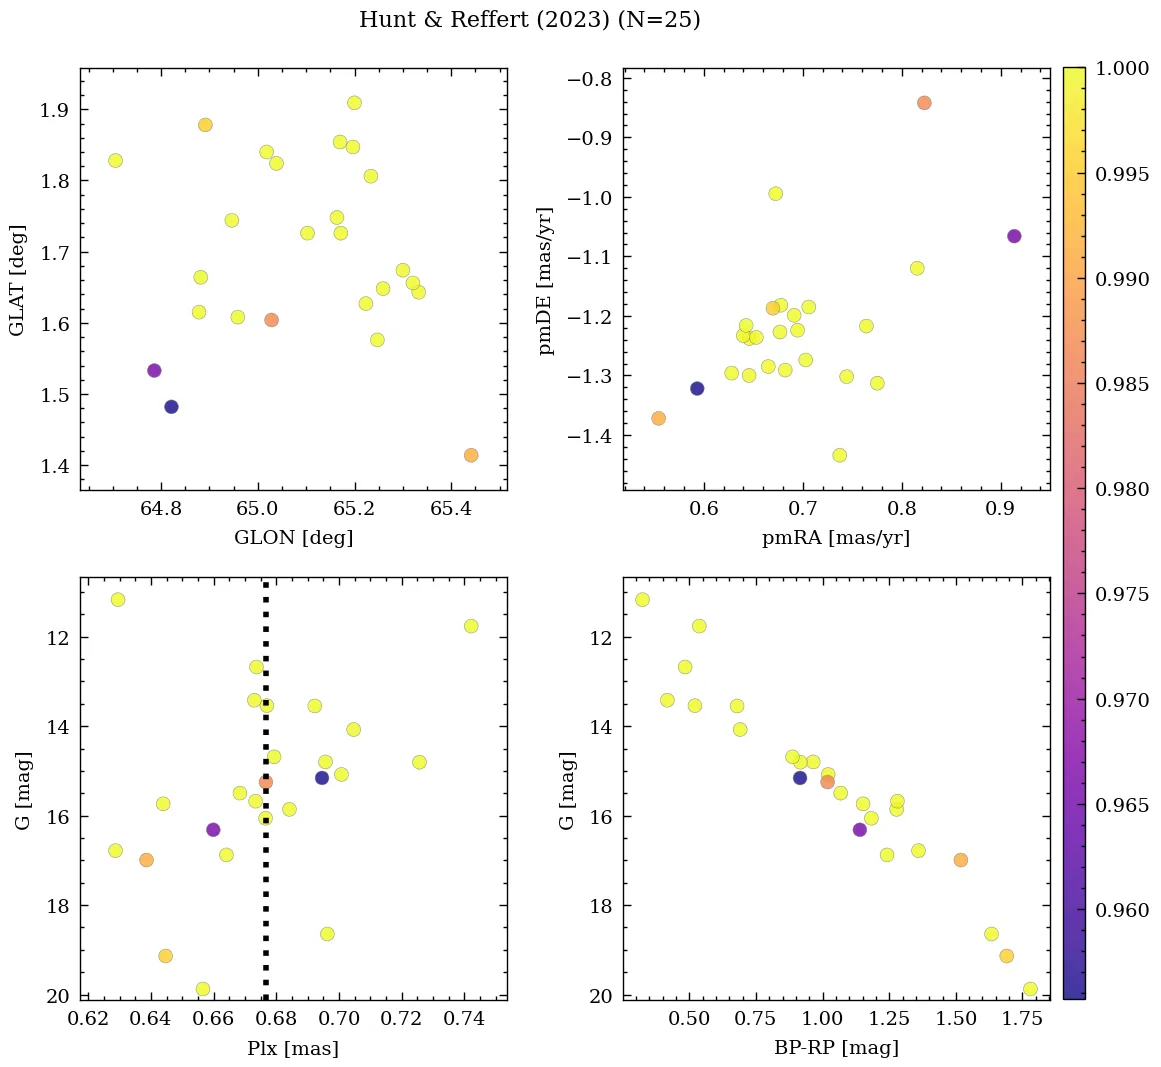 Hunt & Reffert (2023) (N=25)
1.9
1.8
1.7
1.6
1.5
1.4
GLAT [deg]
64.8 65.0 65.2 65.4
GLON [deg]
−0.8
−0.9
−1.0
−1.1
−1.2
−1.3
−1.4
pmDE [mas/yr]
0.6 0.7 0.8 0.9
pmRA [mas/yr]
12
14
16
18
20
G [mag]
0.62 0.64 0.66 0.68 0.70 0.72 0.74
Plx [mas]
12
14
16
18
20
G [mag]
0.50 0.75 1.00 1.25 1.50 1.75
BP-RP [mag]
1.000
0.995
0.990
0.985
0.980
0.975
0.970
0.965
0.960